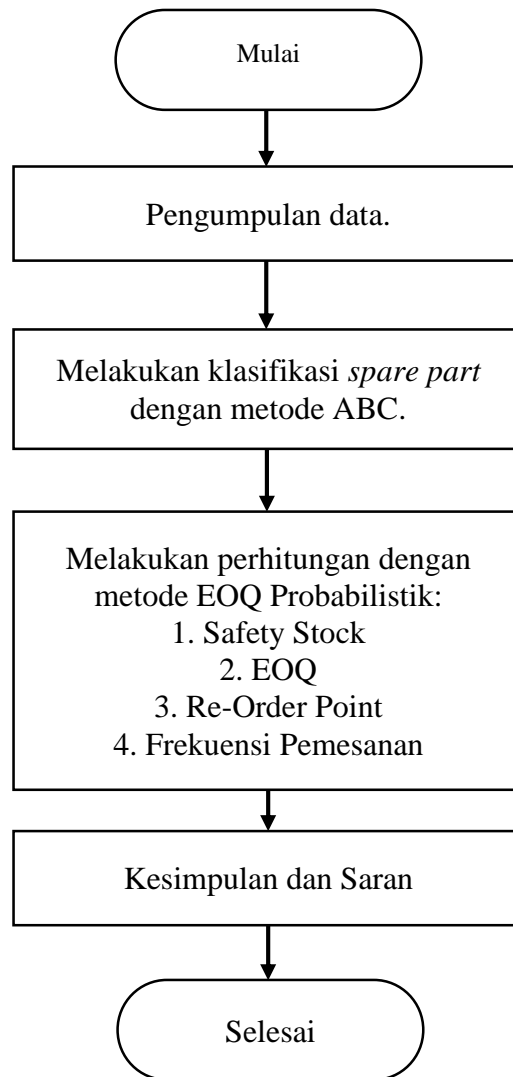 Mulai
Pengumpulan data.
Melakukan klasifikasi spare part
dengan metode ABC.
Melakukan perhitungan dengan
metode EOQ Probabilistik:
1. Safety Stock
2. EOQ
3. Re-Order Point
4. Frekuensi Pemesanan
Kesimpulan dan Saran
Selesai